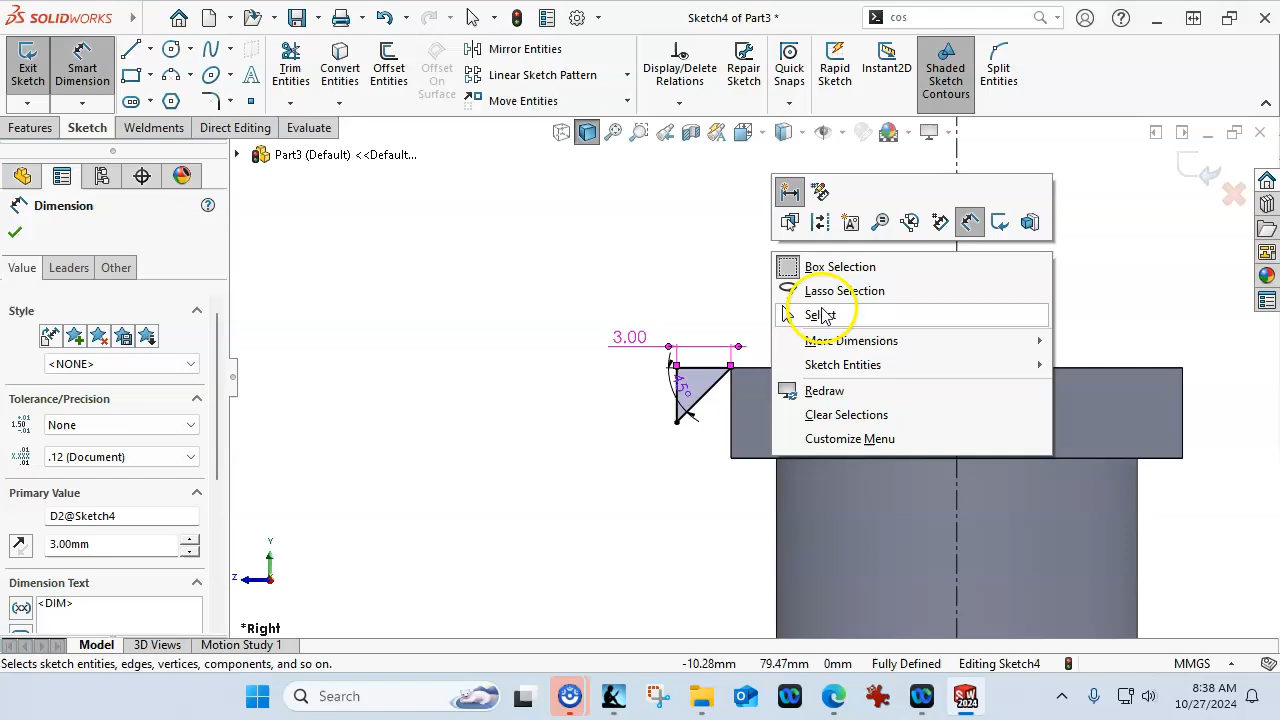 SOLIDWORKS
Sketch4 of Part3 *
cos
Exit Sketch
Smart Dimension
Trim Entities
Convert Entities
Offset Entities
Offset On Surface
Mirror Entities
Linear Sketch Pattern
Move Entities
Display/Delete Relations
Repair Sketch
Quick Snaps
Rapid Sketch
Instant2D
Shaded Sketch Contours
Split Entities
Features
Sketch
Weldments
Direct Editing
Evaluate
Part3 (Default) <<Default...
Dimension
Value
Leaders
Other
Style
<NONE>
Tolerance/Precision
None
.12 (Document)
Primary Value
D2@Sketch4
3.00mm
Dimension Text
<DIM>
Box Selection
Lasso Selection
Select
More Dimensions
Sketch Entities
Redraw
Clear Selections
Customize Menu
3.00
45°
Y
Z
*Right
Model
3D Views
Motion Study 1
Selects sketch entities, edges, vertices, components, and so on.
-10.28mm
79.47mm
0mm
Fully Defined
Editing Sketch4
MMGS
Search
SW 2024
8:38 AM
10/27/2024